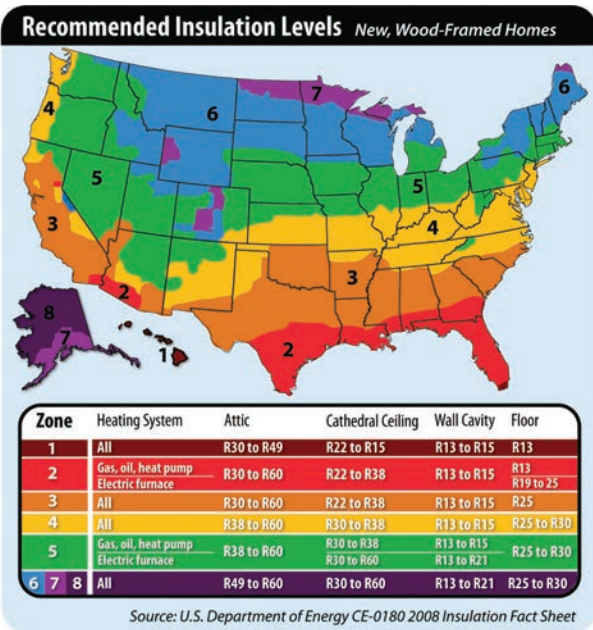 Recommended Insulation Levels New, Wood-Framed Homes
4
6
7
6
5
5
4
3
3
2
2
8
7
1
Zone Heating System Attic Cathedral Ceiling Wall Cavity Floor
1 All R30 to R49 R22 to R15 R13 to R15 R13
2 Gas, oil, heat pump R30 to R60 R22 to R38 R13 to R15 R13
Electric furnace R19 to 25
3 All R30 to R60 R22 to R38 R13 to R15 R25
4 All R38 to R60 R30 to R38 R13 to R15 R25 to R30
5 Gas, oil, heat pump R38 to R60 R30 to R38 R13 to R15 R25 to R30
Electric furnace R30 to R60 R13 to R21
6 7 8 All R49 to R60 R30 to R60 R13 to R21 R25 to R30
Source: U.S. Department of Energy CE-0180 2008 Insulation Fact Sheet